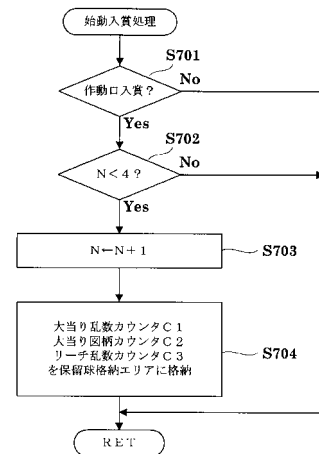 始動入賞処理
S701
作動口入賞？
No
Yes
S702
N＜4？
No
Yes
N←N＋1
S703
大当り乱数カウンタC1
大当り図柄カウンタC2
リーチ乱数カウンタC3
を保留球格納エリアに格納
S704
RET